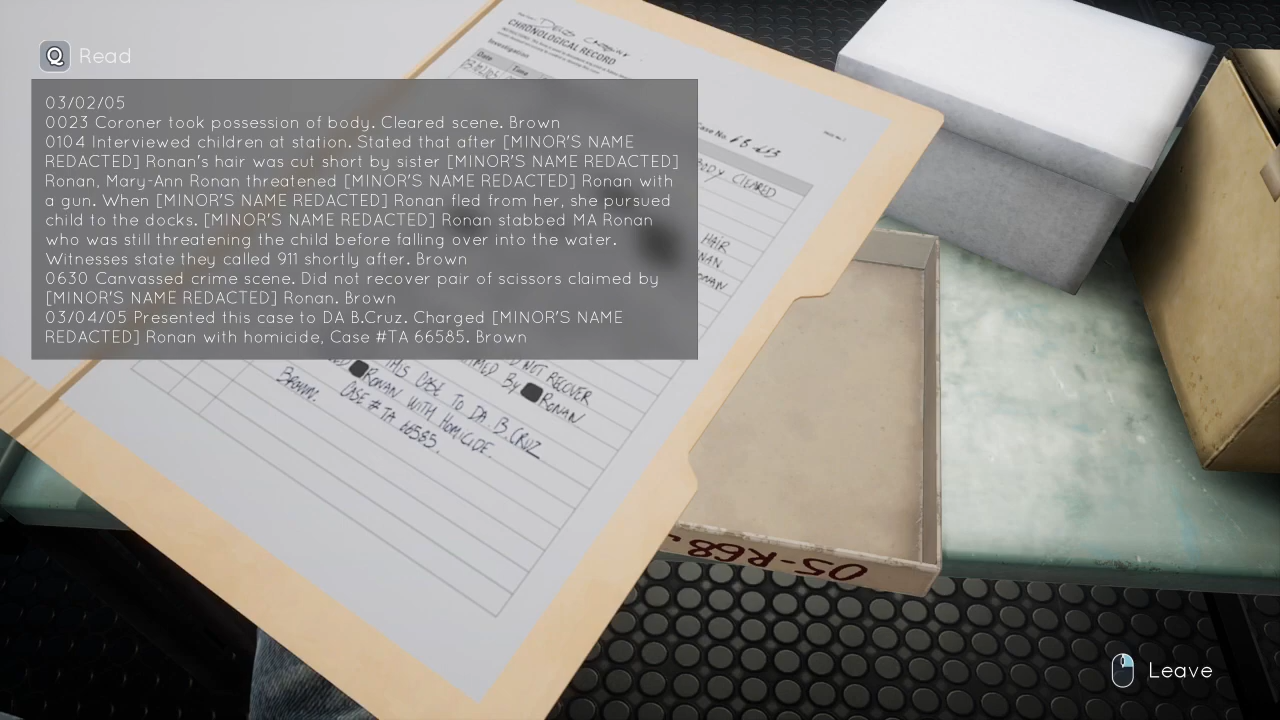 Q Read
03/02/05
0023 Coroner took possession of body. Cleared scene. Brown
0104 Interviewed children at station. Stated that after [MINOR'S NAME
REDACTED] Ronan's hair was cut short by sister [MINOR'S NAME REDACTED]
Ronan, Mary-Ann Ronan threatened [MINOR'S NAME REDACTED] Ronan with
a gun. When [MINOR'S NAME REDACTED] Ronan fled from her, she pursued
child to the docks. [MINOR'S NAME REDACTED] Ronan stabbed MA Ronan
who was still threatening the child before falling over into the water.
Witnesses state they called 911 shortly after. Brown
0630 Canvassed crime scene. Did not recover pair of scissors claimed by
[MINOR'S NAME REDACTED] Ronan. Brown
03/04/05 Presented this case to DA B.Cruz. Charged [MINOR'S NAME
REDACTED] Ronan with homicide, Case #TA 66585. Brown
CHRONOLOGICAL RECORD
Investigation
Date Time
Case No.
BODY CLEARED
HAIR
RONAN
NOT RECOVER
BY RONAN
THIS CASE TO DA. B.CRUZ
RONAN WITH HOMICIDE.
BROWN. CASE # TA 66585.
05-R68
Leave